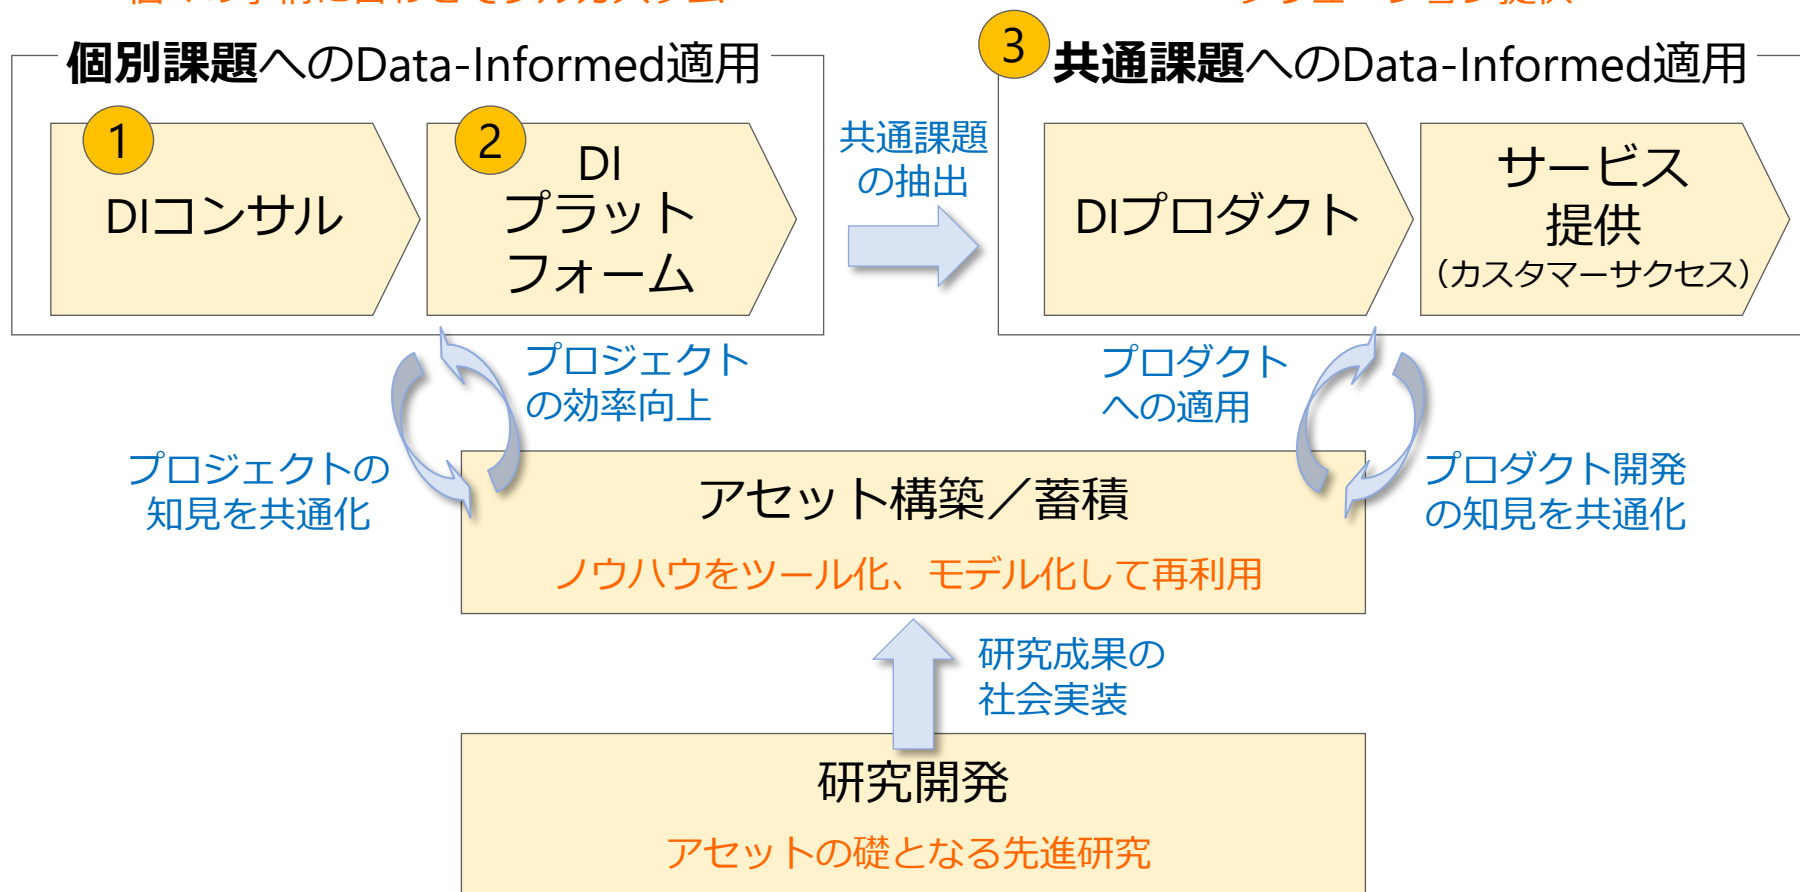 個別課題へのData-Informed適用
1
DIコンサル
2
DI
プラット
フォーム
共通課題
の抽出
3
共通課題へのData-Informed適用
DIプロダクト
サービス
提供
（カスタマーサクセス）
プロジェクト
の効率向上
プロジェクトの
知見を共通化
プロダクト
への適用
プロダクト開発
の知見を共通化
アセット構築／蓄積
ノウハウをツール化、モデル化して再利用
研究成果の
社会実装
研究開発
アセットの礎となる先進研究